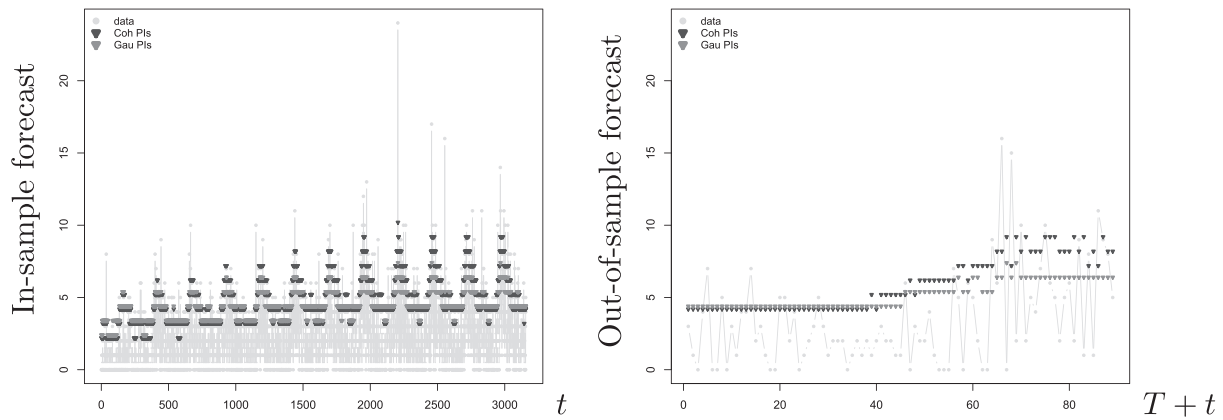 In-sample forecast
data
Coh PIs
Gau PIs
20
15
10
5
0
0 500 1000 1500 2000 2500 3000
t
Out-of-sample forecast
data
Coh PIs
Gau PIs
20
15
10
5
0
0 20 40 60 80
T + t